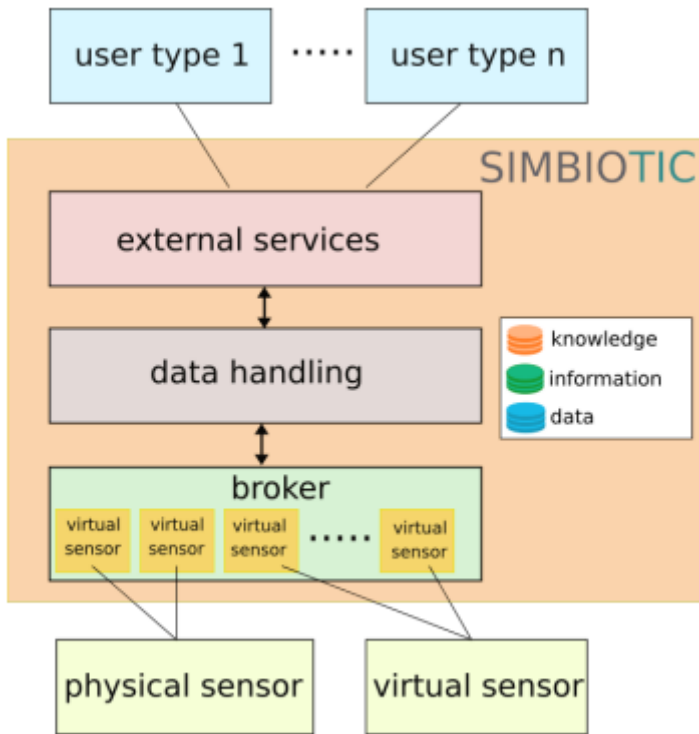 user type 1 ..... user type n
SIMBIOTIC
external services
data handling
knowledge
information
data
broker
virtual sensor
virtual sensor
virtual sensor
.....
virtual sensor
physical sensor
virtual sensor